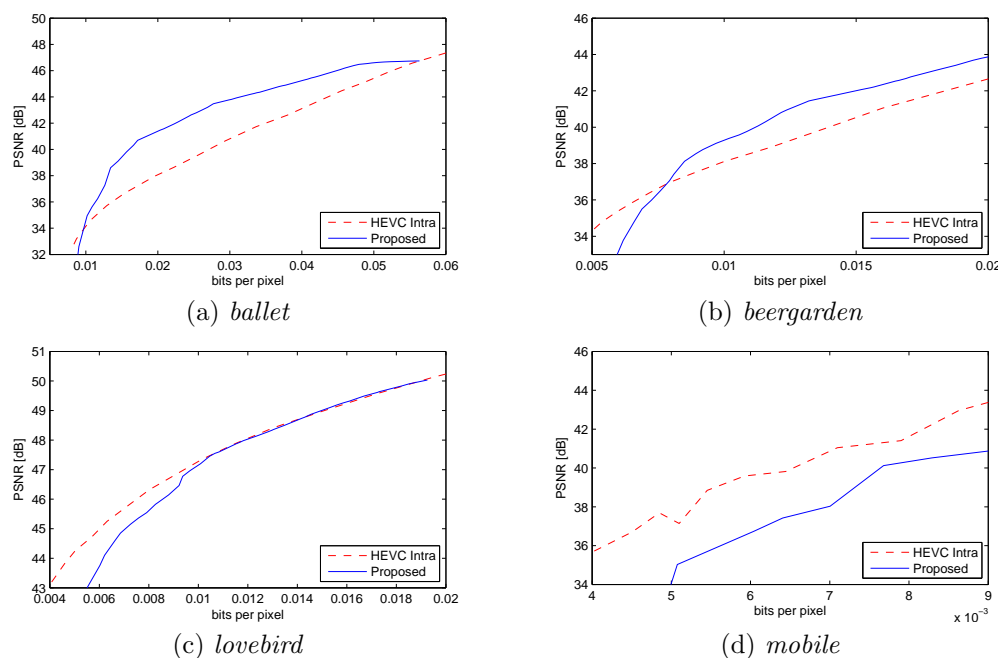 50
48
46
44
42
40
38
36
34
32
PSNR [dB]
HEVC Intra
Proposed
0.01 0.02 0.03 0.04 0.05 0.06
bits per pixel
(a) ballet
46
44
42
40
38
36
34
PSNR [dB]
HEVC Intra
Proposed
0.005 0.01 0.015 0.02
bits per pixel
(b) beergarden
51
50
49
48
47
46
45
44
43
PSNR [dB]
HEVC Intra
Proposed
0.004 0.006 0.008 0.01 0.012 0.014 0.016 0.018 0.02
bits per pixel
(c) lovebird
46
44
42
40
38
36
34
PSNR [dB]
HEVC Intra
Proposed
4 5 6 7 8 9
x 10⁻³
bits per pixel
(d) mobile